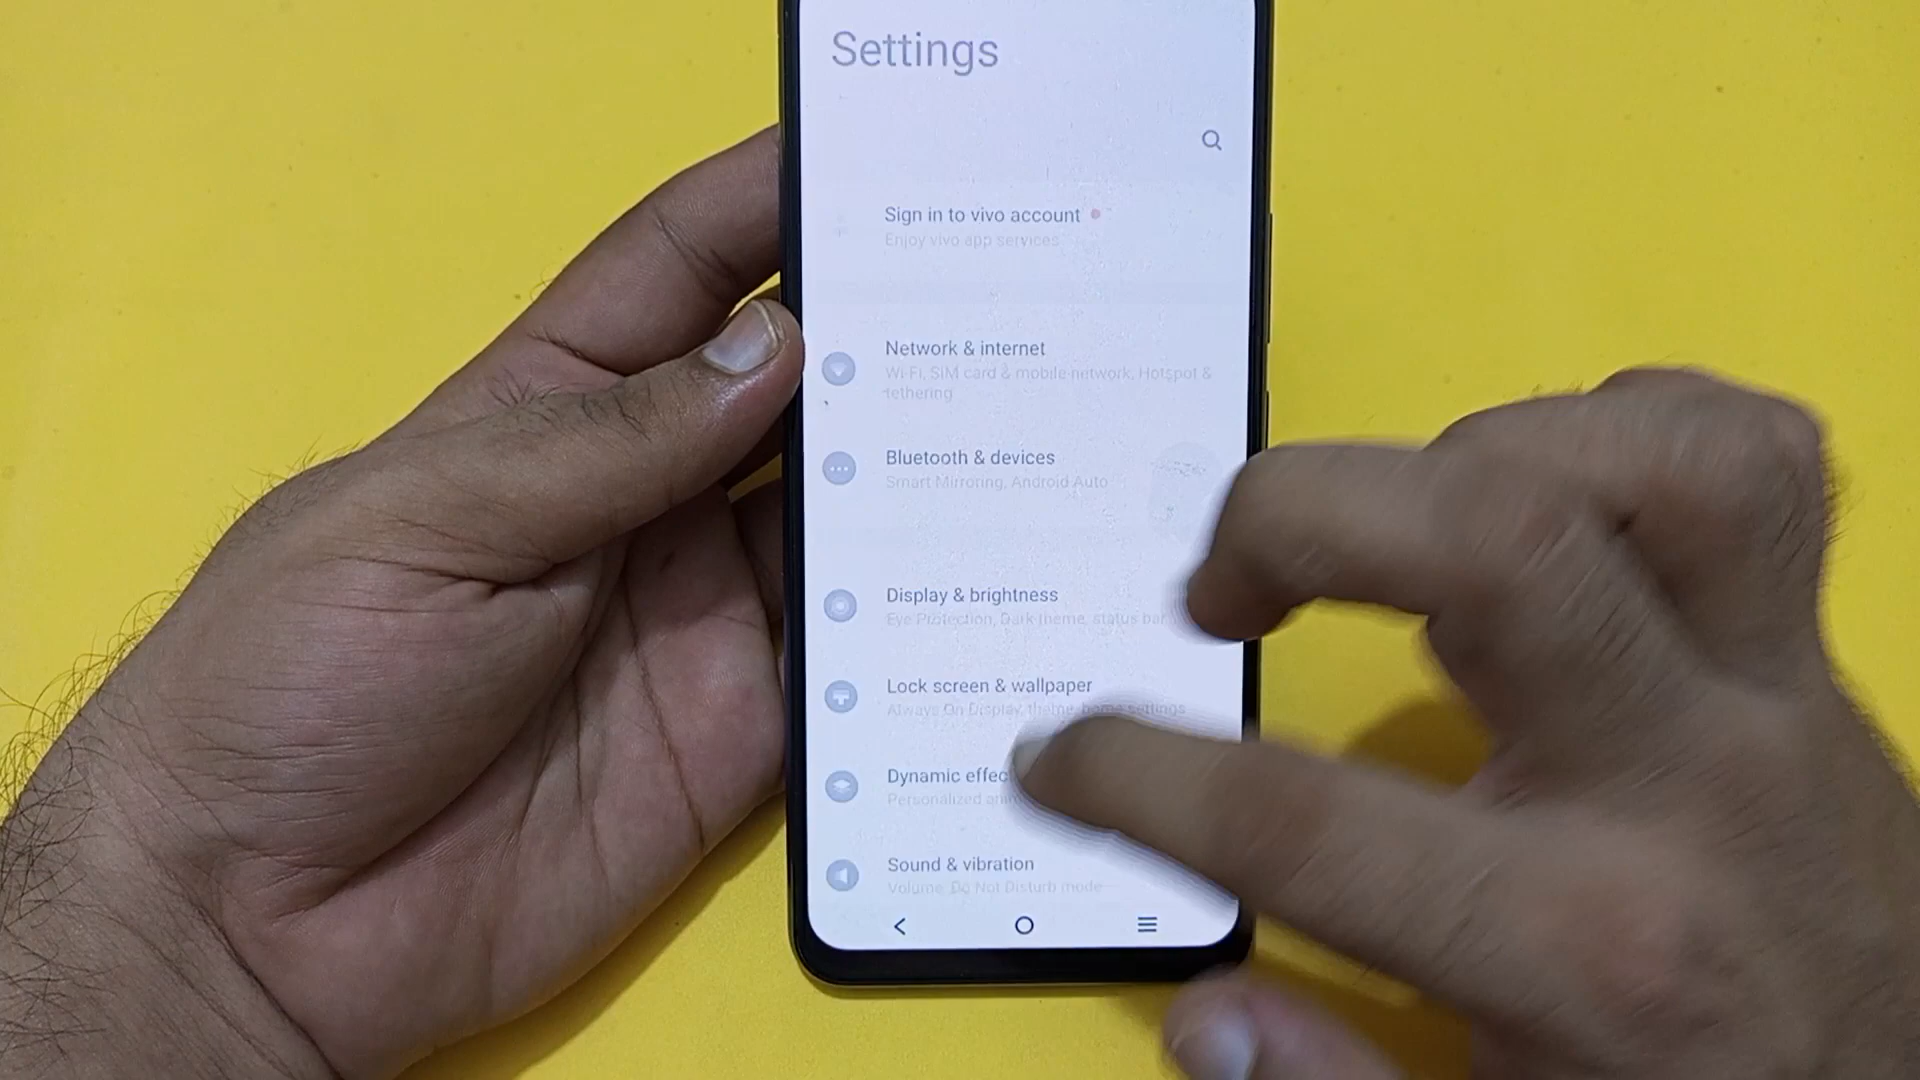 Settings
Sign in to vivo account
Enjoy vivo app services
Network & internet
Wi-Fi, SIM card & mobile network, Hotspot &
tethering
Bluetooth & devices
Smart Mirroring, Android Auto
Display & brightness
Eye Protection, Dark theme, status bar
Lock screen & wallpaper
Always On Display, theme, home settings
Dynamic effec
Personalized
Sound & vibration
Volume, Do Not Disturb mode